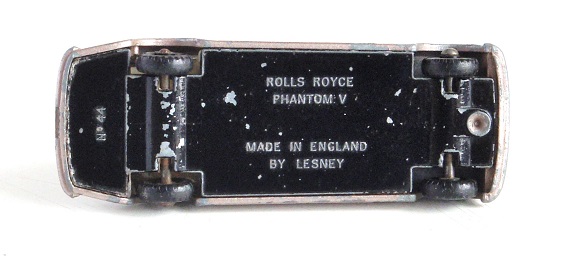 No 44
ROLLS ROYCE
PHANTOM V
MADE IN ENGLAND
BY LESNEY